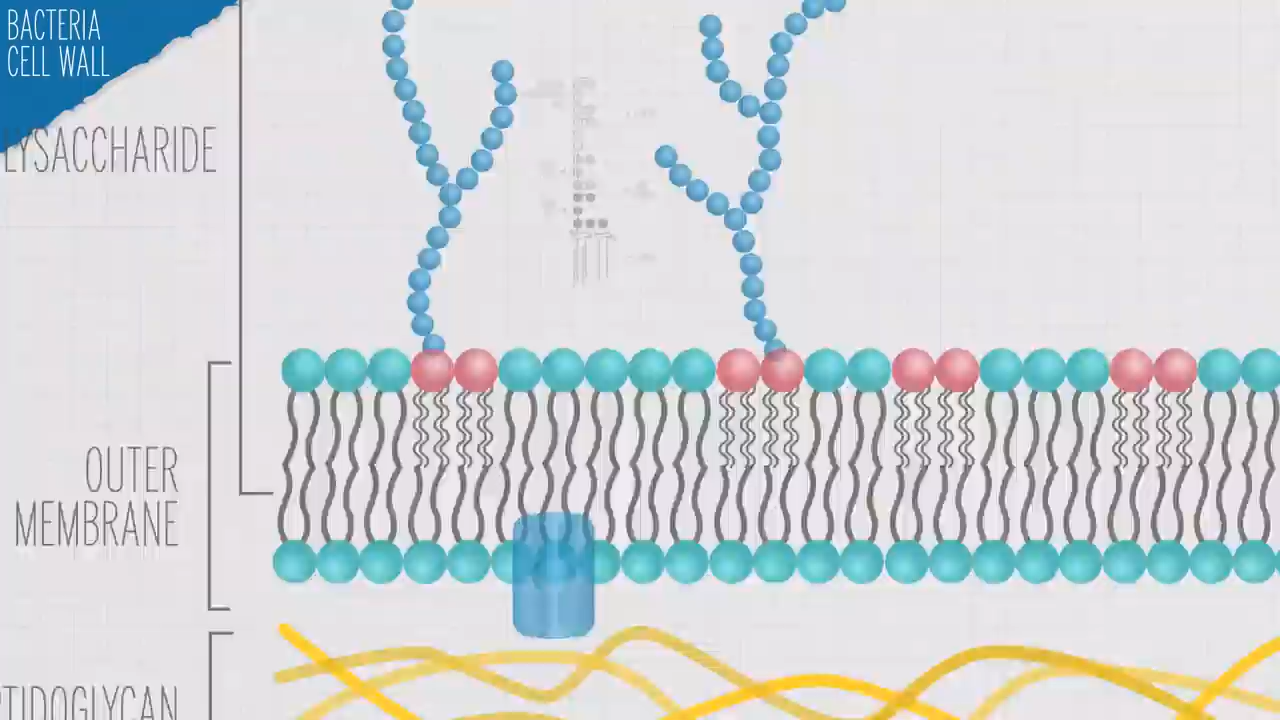 BACTERIA
CELL WALL
LYSACCHARIDE
OUTER
MEMBRANE
TIDOGLYCAN